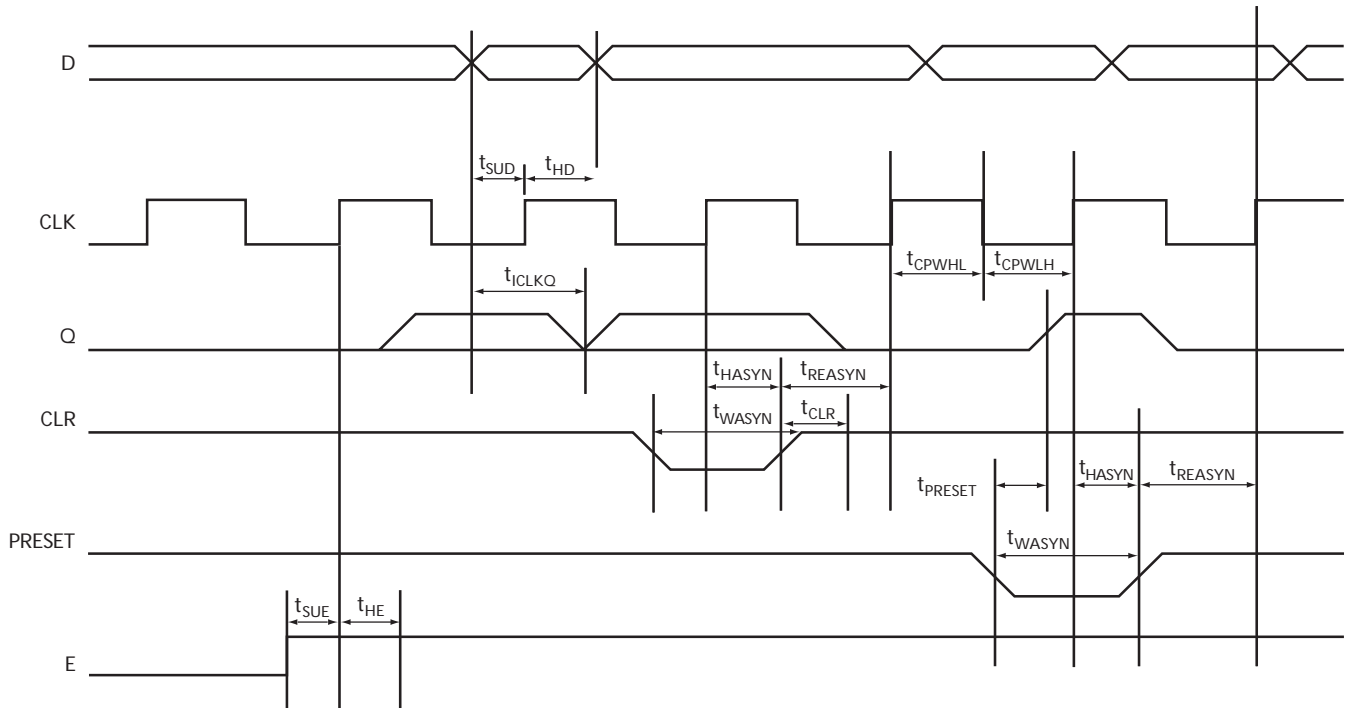 D
tSUD tHD
CLK
tCPWHL tCPWLH
tICLKQ
Q
tHASYN tREASYN
CLR
tWASYN tCLR
tPRESET tHASYN tREASYN
PRESET
tWASYN
tSUE tHE
E